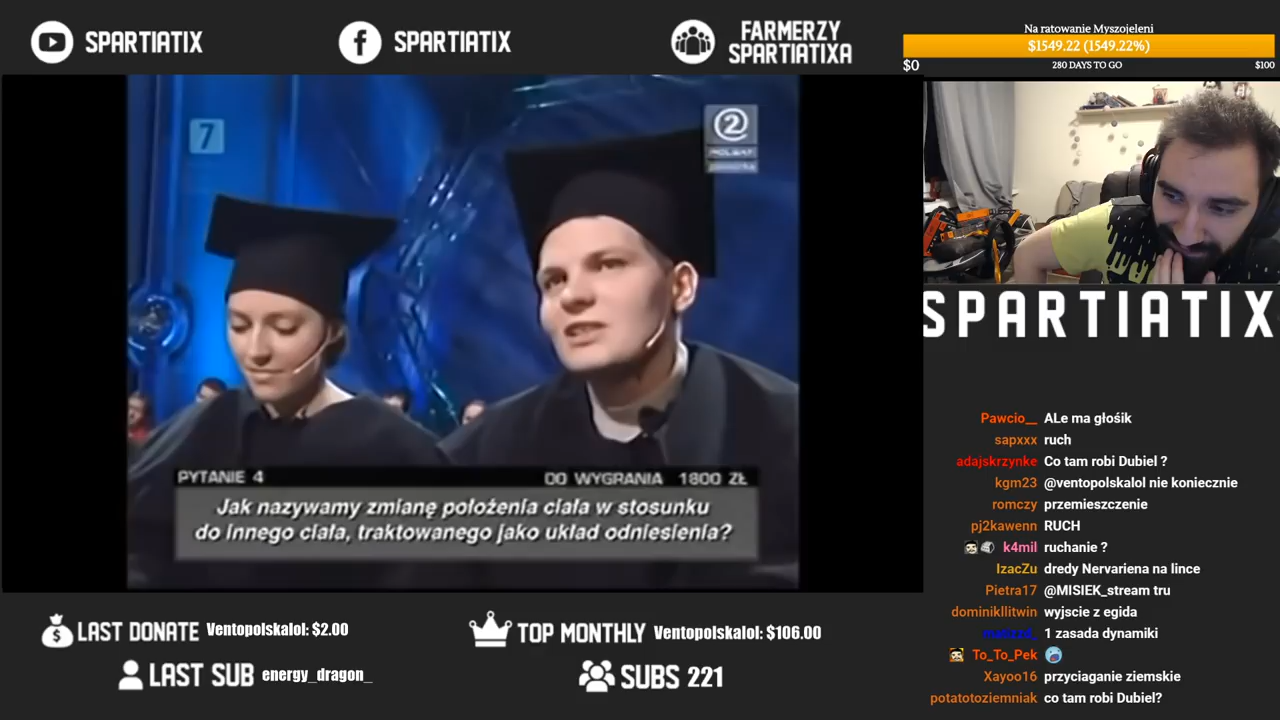 SPARTIATIX
SPARTIATIX
FARMERZY
SPARTIATIXA
Na ratowanie Myszojeleni
$1549.22 (1549.22%)
$0
280 DAYS TO GO
$100
7
2
PYTANIE 4
DO WYGRANIA 1800 ZŁ
Jak nazywamy zmianę położenia ciała w stosunku
do innego ciała, traktowanego jako układ odniesienia?
SPARTIATIX
Pawcio__ ALe ma głośik
sapxxx ruch
adajskrzynke Co tam robi Dubiel ?
kgm23 @ventopolskalol nie koniecznie
romczy przemieszczenie
pj2kawenn RUCH
k4mil ruchanie ?
IzacZu dredy Nervariena na lince
Pietra17 @MISIEK_stream tru
dominikllitwin wyjscie z egida
1 zasada dynamiki
To_To_Pek
Xayoo16 przyciaganie ziemskie
potatotoziemniak co tam robi Dubiel?
LAST DONATE Ventopolskalol: $2.00
TOP MONTHLY Ventopolskalol: $106.00
LAST SUB energy_dragon_
SUBS 221